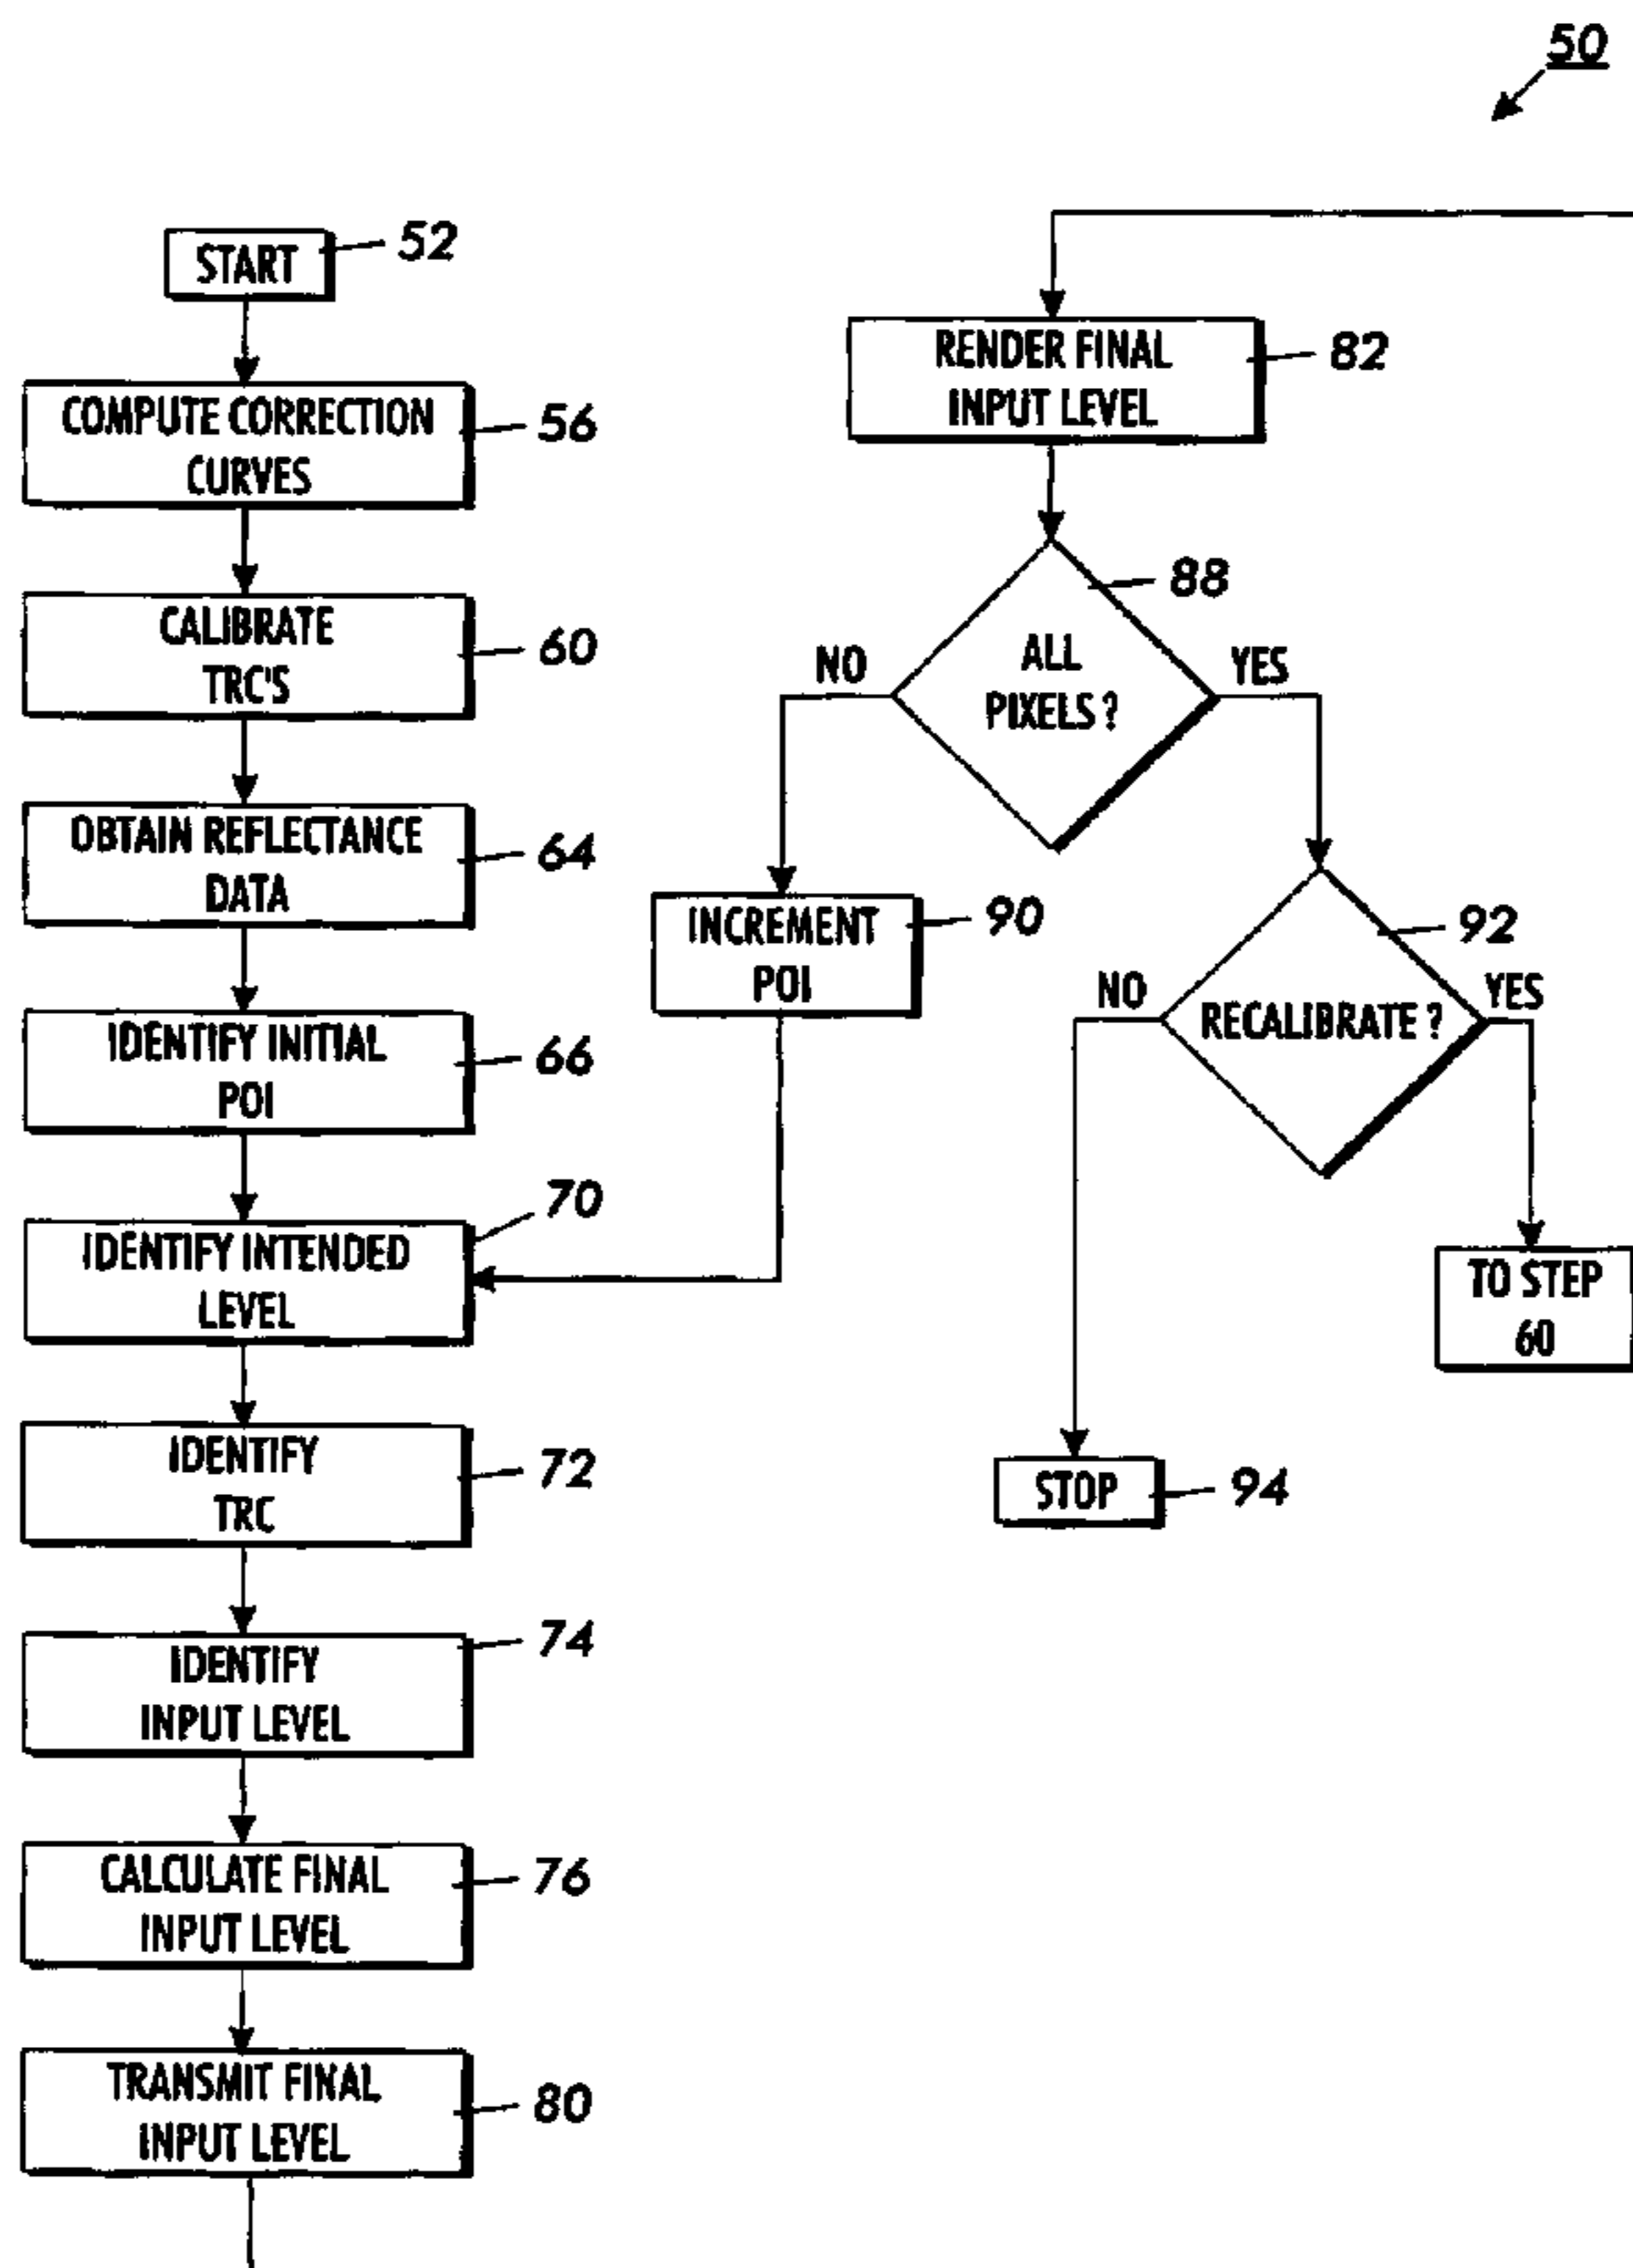 50
START
52
COMPUTE CORRECTION
CURVES
56
CALIBRATE
TRC'S
60
OBTAIN REFLECTANCE
DATA
64
IDENTIFY INITIAL
POI
66
IDENTIFY INTENDED
LEVEL
70
IDENTIFY
TRC
72
IDENTIFY
INPUT LEVEL
74
CALCULATE FINAL
INPUT LEVEL
76
TRANSMIT FINAL
INPUT LEVEL
80
RENDER FINAL
INPUT LEVEL
82
ALL
PIXELS ?
88
NO
YES
INCREMENT
POI
90
RECALIBRATE ?
92
NO
YES
TO STEP
60
STOP
94